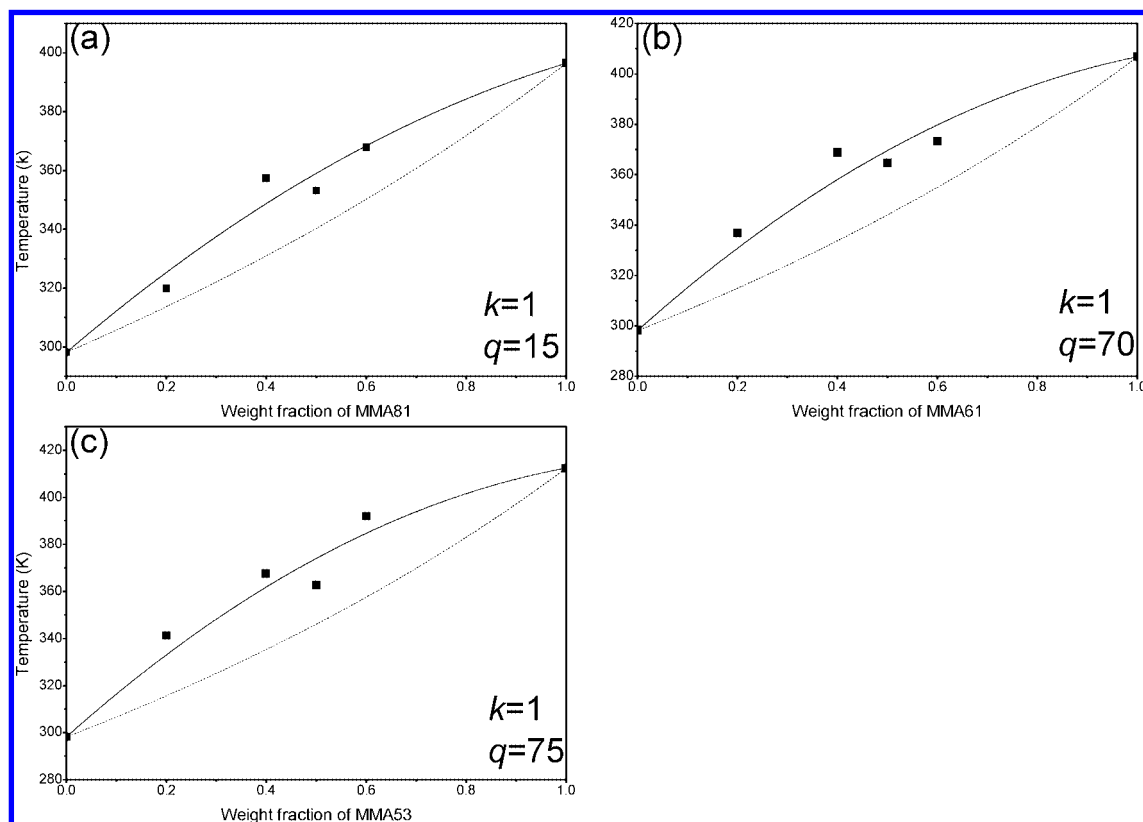 (a)
400
380
360
340
320
300
Temperature (k)
0.0 0.2 0.4 0.6 0.8 1.0
Weight fraction of MMA81
k=1
q=15
(b)
420
400
380
360
340
320
300
280
0.0 0.2 0.4 0.6 0.8 1.0
Weight fraction of MMA61
k=1
q=70
(c)
420
400
380
360
340
320
300
280
Temperature (K)
0.0 0.2 0.4 0.6 0.8 1.0
Weight fraction of MMA53
k=1
q=75